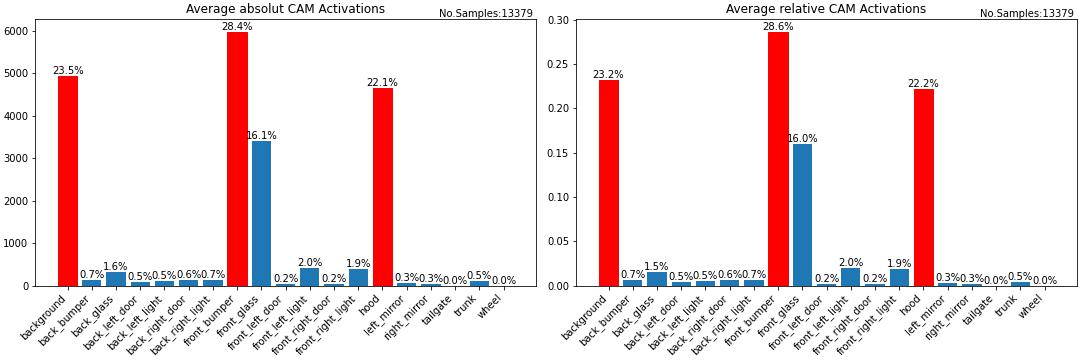 Average absolut CAM Activations
No.Samples:13379
6000
5000
4000
3000
2000
1000
0
23.5%
0.7%
1.6%
0.5%
0.5%
0.6%
0.7%
28.4%
16.1%
0.2%
2.0%
0.2%
1.9%
22.1%
0.3%
0.3%
0.0%
0.5%
0.0%
background
back_bumper
back_glass
back_left_door
back_left_light
back_right_door
back_right_light
front_bumper
front_glass
front_left_door
front_left_light
front_right_door
front_right_light
hood
left_mirror
right_mirror
tailgate
trunk
wheel
Average relative CAM Activations
No.Samples:13379
0.30
0.25
0.20
0.15
0.10
0.05
0.00
23.2%
0.7%
1.5%
0.5%
0.5%
0.6%
0.7%
28.6%
16.0%
0.2%
2.0%
0.2%
1.9%
22.2%
0.3%
0.3%
0.0%
0.5%
0.0%
background
back_bumper
back_glass
back_left_door
back_left_light
back_right_door
back_right_light
front_bumper
front_glass
front_left_door
front_left_light
front_right_door
front_right_light
hood
left_mirror
right_mirror
tailgate
trunk
wheel